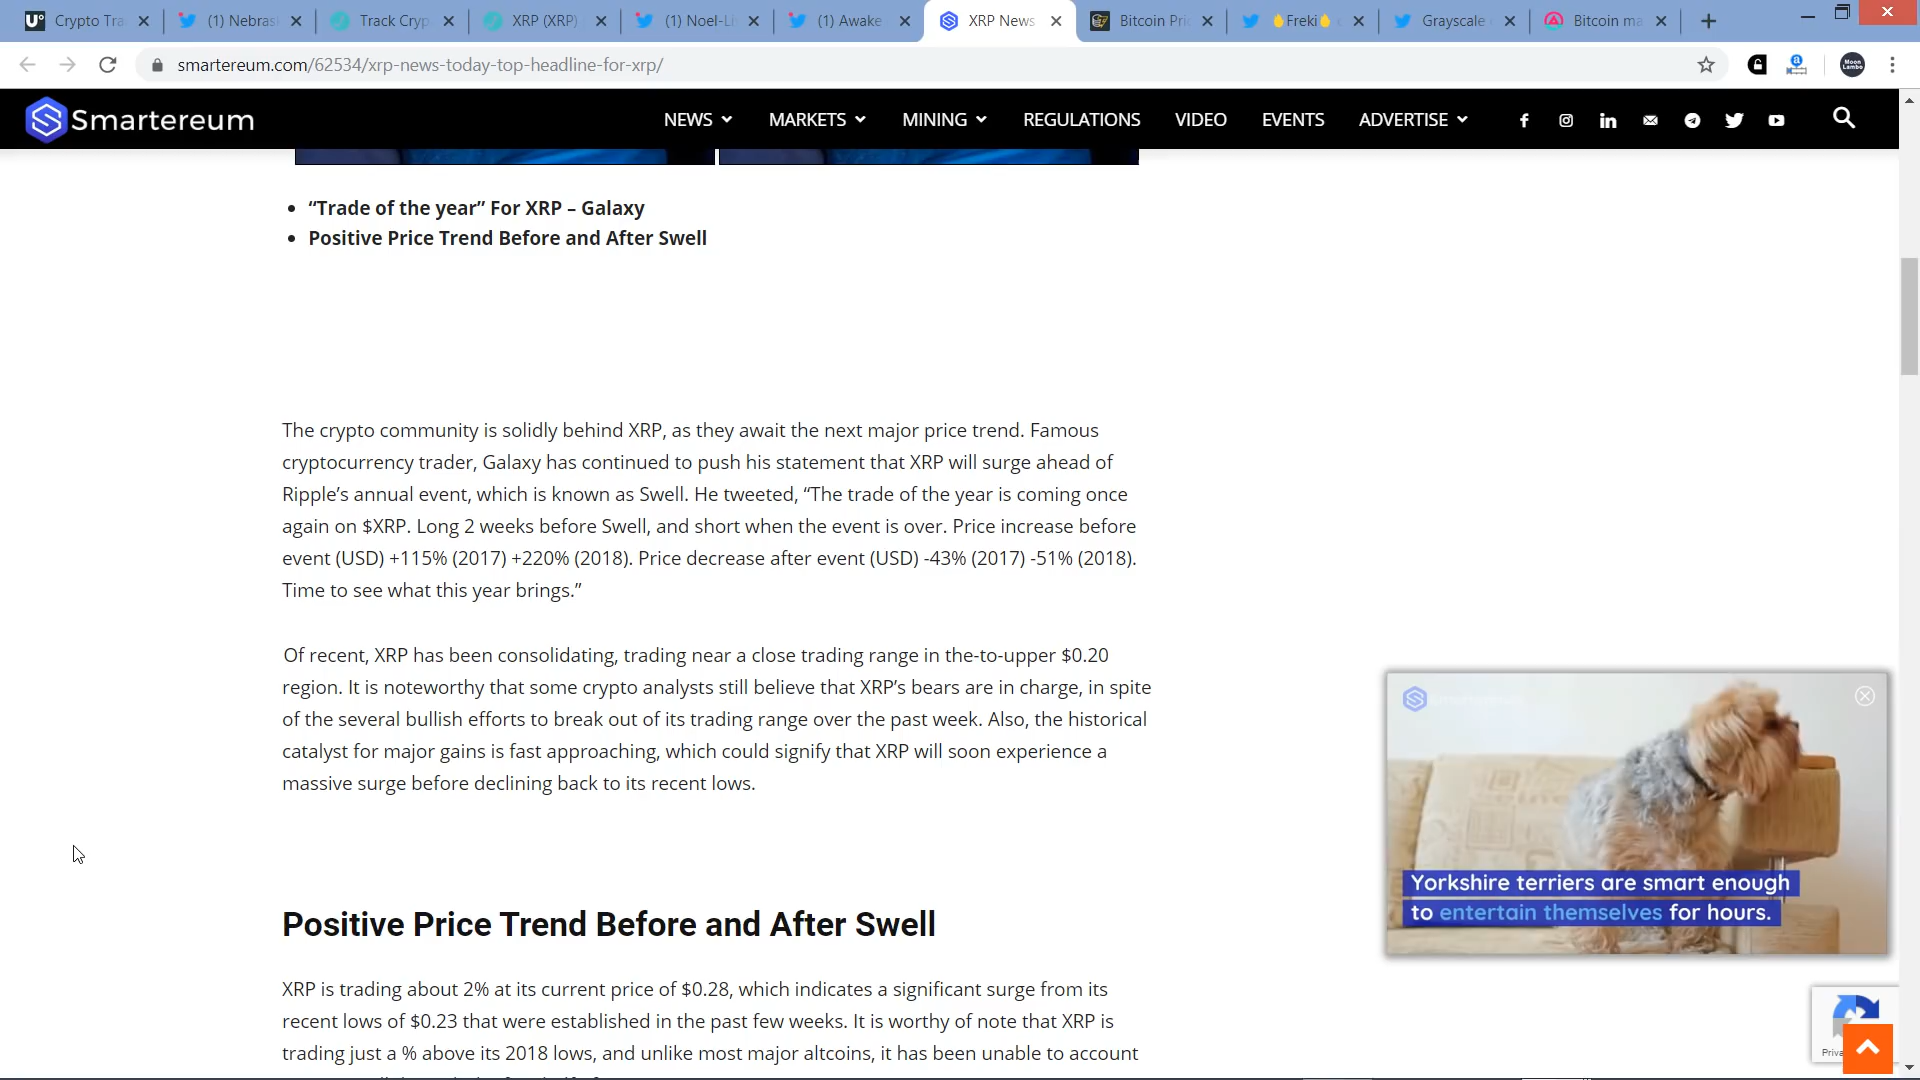 Crypto Tra
(1) Nebras
Track Cryp
XRP (XRP)
(1) Noel-Li
(1) Awake
XRP News
Bitcoin Pric
Freki
Grayscale
Bitcoin ma
smartereum.com/62534/xrp-news-today-top-headline-for-xrp/
Moon Lambo
Smartereum
NEWS
MARKETS
MINING
REGULATIONS
VIDEO
EVENTS
ADVERTISE
“Trade of the year” For XRP – Galaxy
Positive Price Trend Before and After Swell
The crypto community is solidly behind XRP, as they await the next major price trend. Famous
cryptocurrency trader, Galaxy has continued to push his statement that XRP will surge ahead of
Ripple’s annual event, which is known as Swell. He tweeted, “The trade of the year is coming once
again on $XRP. Long 2 weeks before Swell, and short when the event is over. Price increase before
event (USD) +115% (2017) +220% (2018). Price decrease after event (USD) -43% (2017) -51% (2018).
Time to see what this year brings.”
Of recent, XRP has been consolidating, trading near a close trading range in the-to-upper $0.20
region. It is noteworthy that some crypto analysts still believe that XRP’s bears are in charge, in spite
of the several bullish efforts to break out of its trading range over the past week. Also, the historical
catalyst for major gains is fast approaching, which could signify that XRP will soon experience a
massive surge before declining back to its recent lows.
Yorkshire terriers are smart enough
to entertain themselves for hours.
Positive Price Trend Before and After Swell
XRP is trading about 2% at its current price of $0.28, which indicates a significant surge from its
recent lows of $0.23 that were established in the past few weeks. It is worthy of note that XRP is
trading just a % above its 2018 lows, and unlike most major altcoins, it has been unable to account